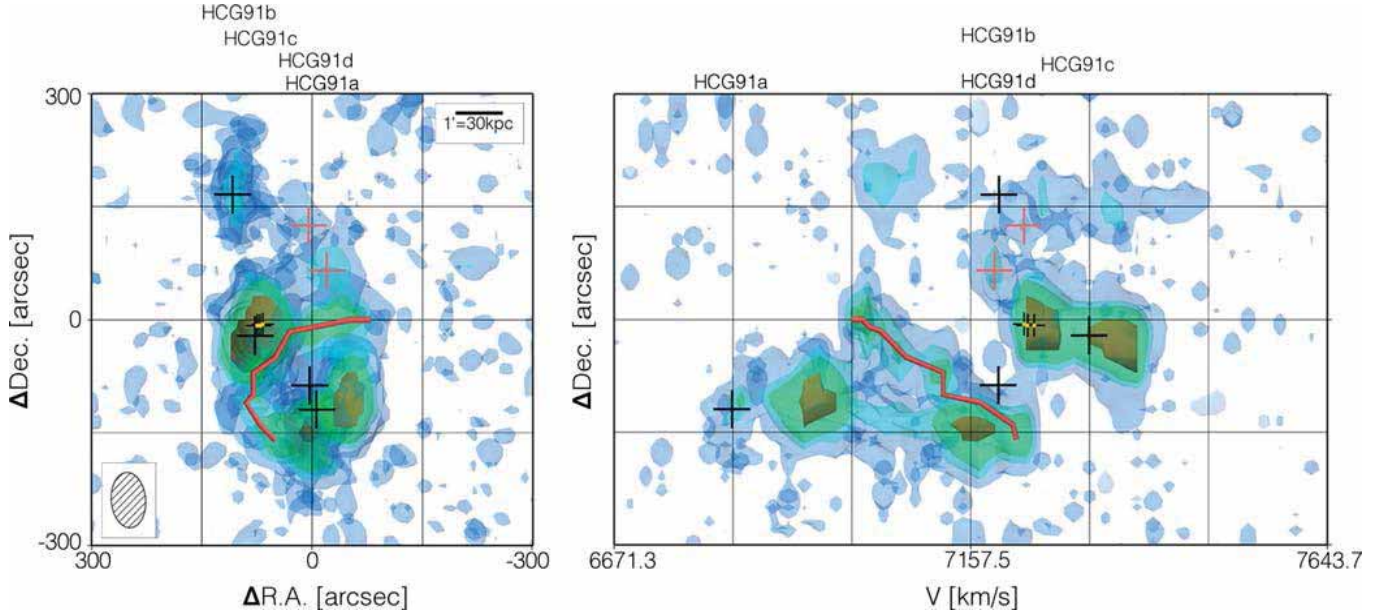 HCG91b
HCG91c
HCG91d
HCG91a
300
0
-300
ΔDec. [arcsec]
1'=30kpc
300
0
-300
ΔR.A. [arcsec]
HCG91b
HCG91c
HCG91a
HCG91d
ΔDec. [arcsec]
6671.3
7157.5
7643.7
V [km/s]